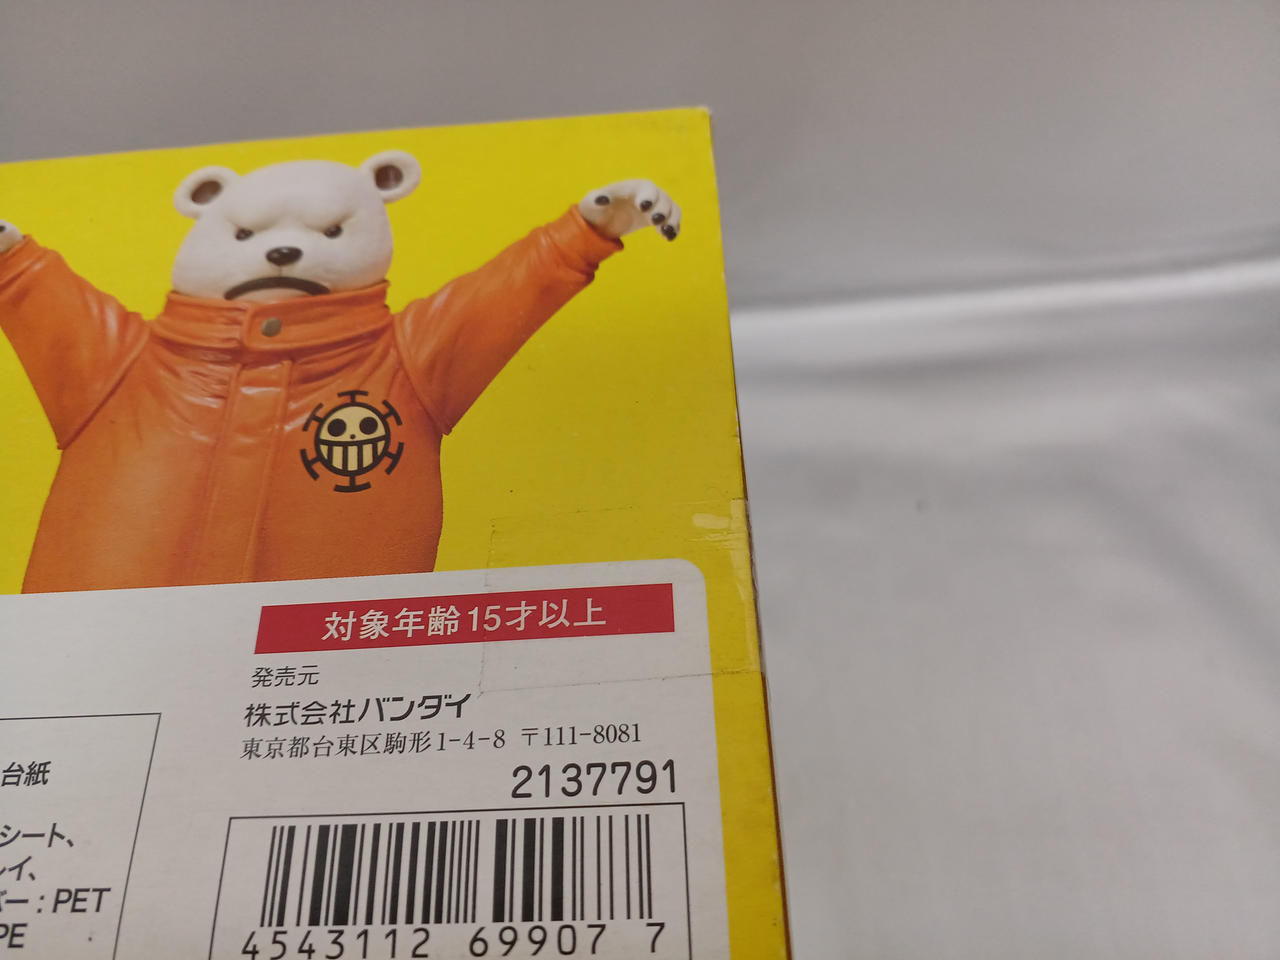 対象年齢15才以上
発売元
株式会社バンダイ
東京都台東区駒形1-4-8 〒111-8081
2137791
台紙
シート、
レイ、
バー : PET
PE
4543112 69907 7